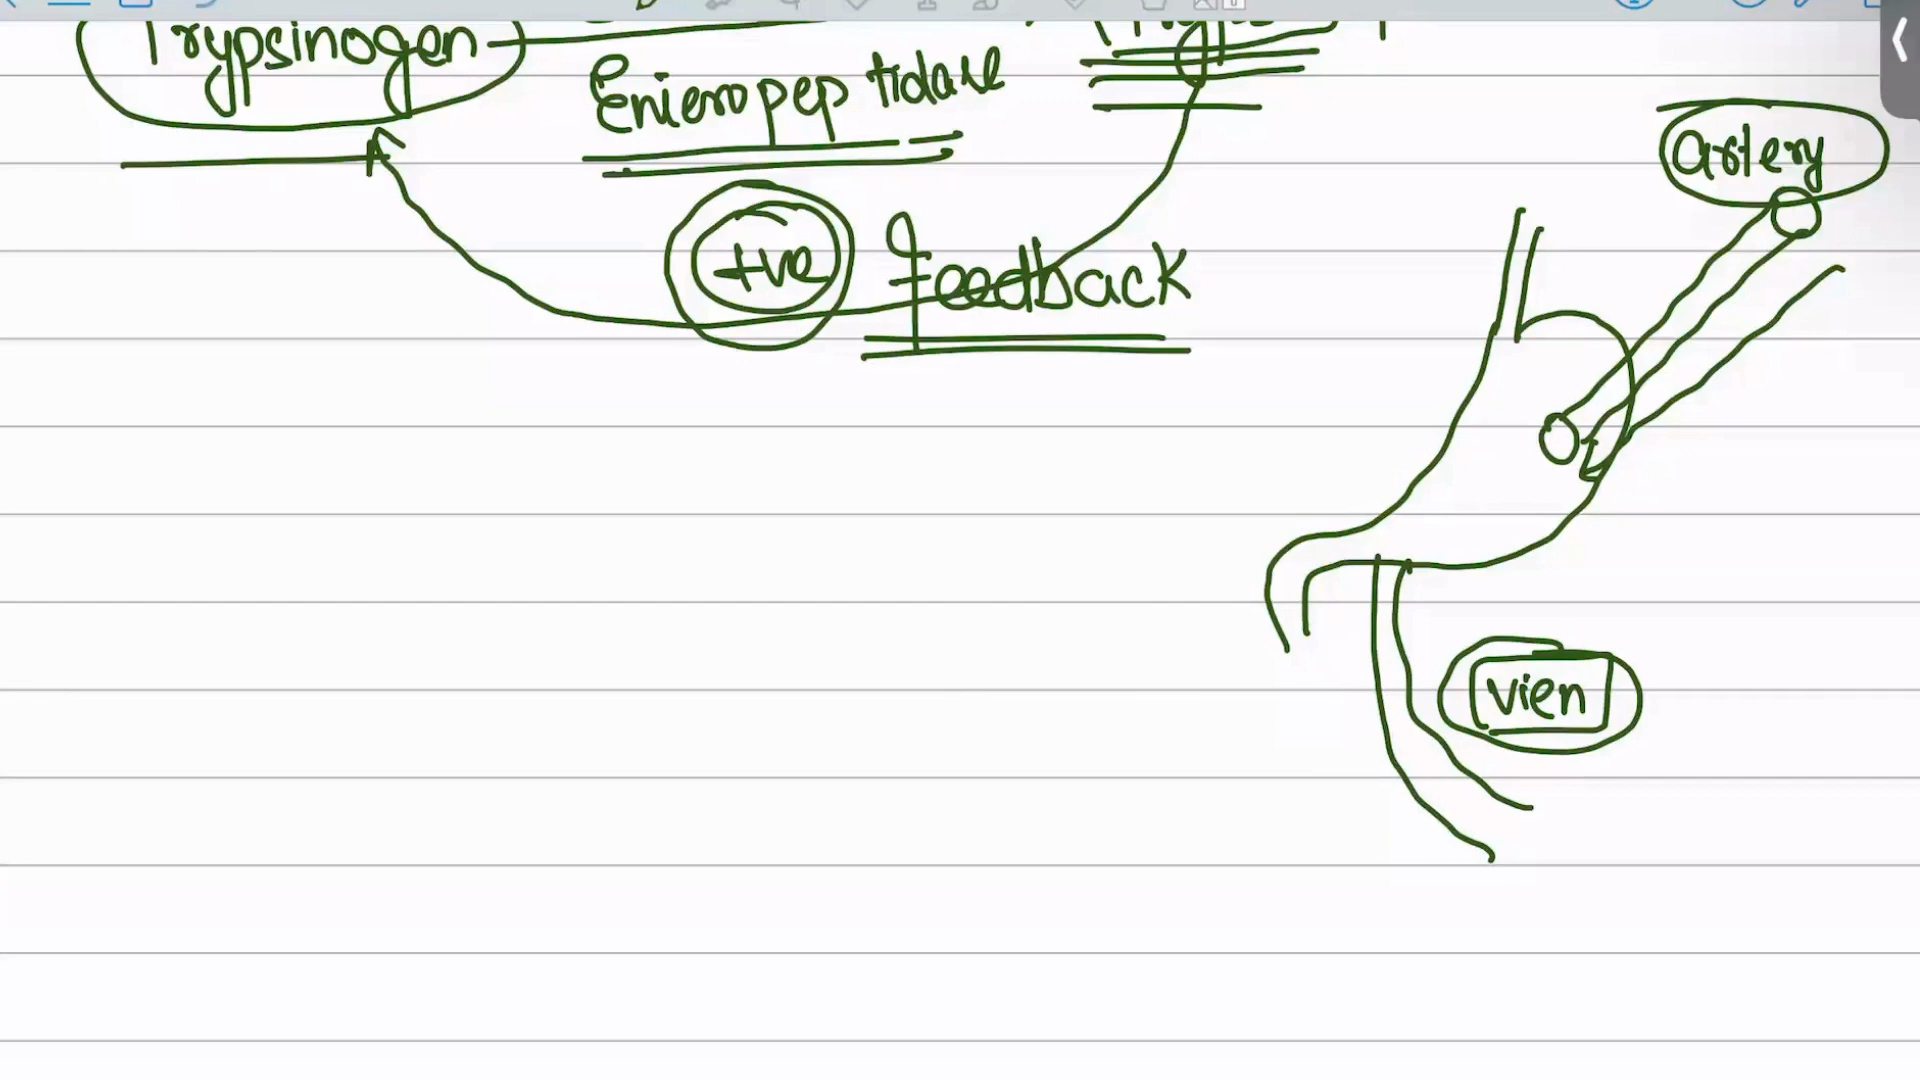 Trypsinogen
Enteropeptidase
+ve feedback
artery
vien